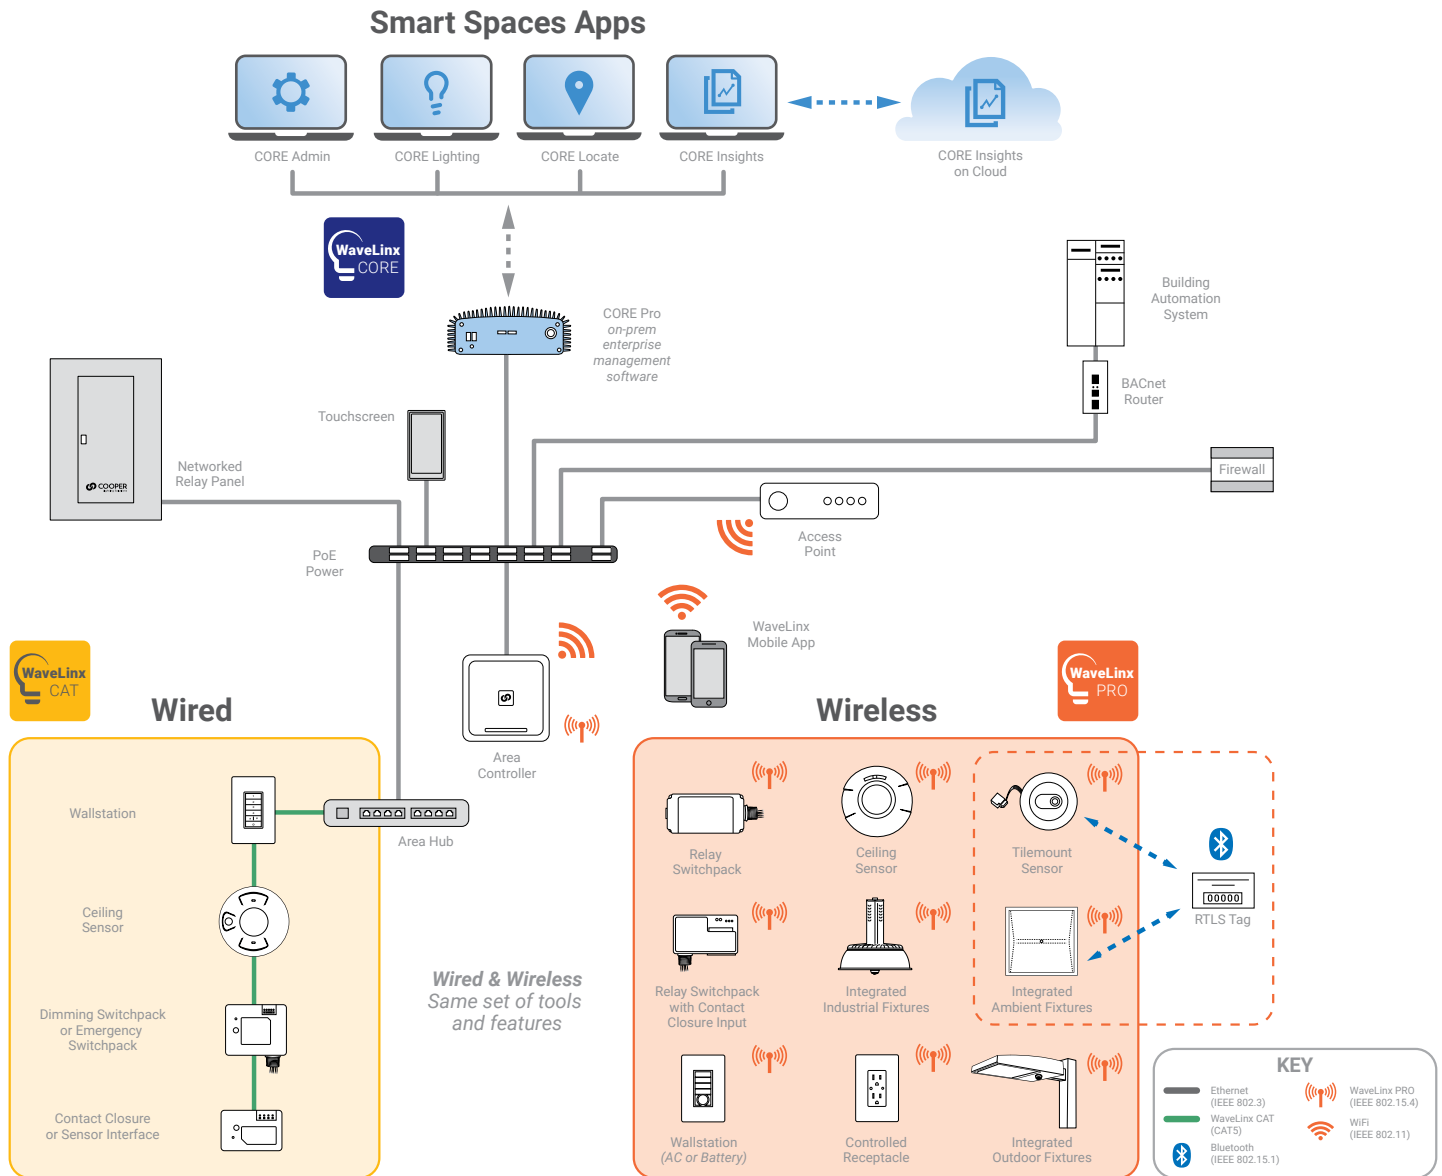 Smart Spaces Apps
CORE Admin
CORE Lighting
CORE Locate
CORE Insights
CORE Insights
on Cloud
WaveLinx
CORE
CORE Pro
on-prem
enterprise
management
software
Building
Automation
System
BACnet
Router
Touchscreen
Networked
Relay Panel
COOPER
Firewall
Access
Point
PoE
Power
WaveLinx
Mobile App
WaveLinx
CAT
Wired
Area
Controller
Wireless
WaveLinx
PRO
Wallstation
Area Hub
Ceiling
Sensor
Dimming Switchpack
or Emergency
Switchpack
Contact Closure
or Sensor Interface
Wired & Wireless
Same set of tools
and features
Relay
Switchpack
Ceiling
Sensor
Tilemount
Sensor
00000
RTLS Tag
Relay Switchpack
with Contact
Closure Input
Integrated
Industrial Fixtures
Integrated
Ambient Fixtures
Wallstation
(AC or Battery)
Controlled
Receptacle
Integrated
Outdoor Fixtures
KEY
Ethernet
(IEEE 802.3)
WaveLinx CAT
(CAT5)
Bluetooth
(IEEE 802.15.1)
WaveLinx PRO
(IEEE 802.15.4)
WiFi
(IEEE 802.11)